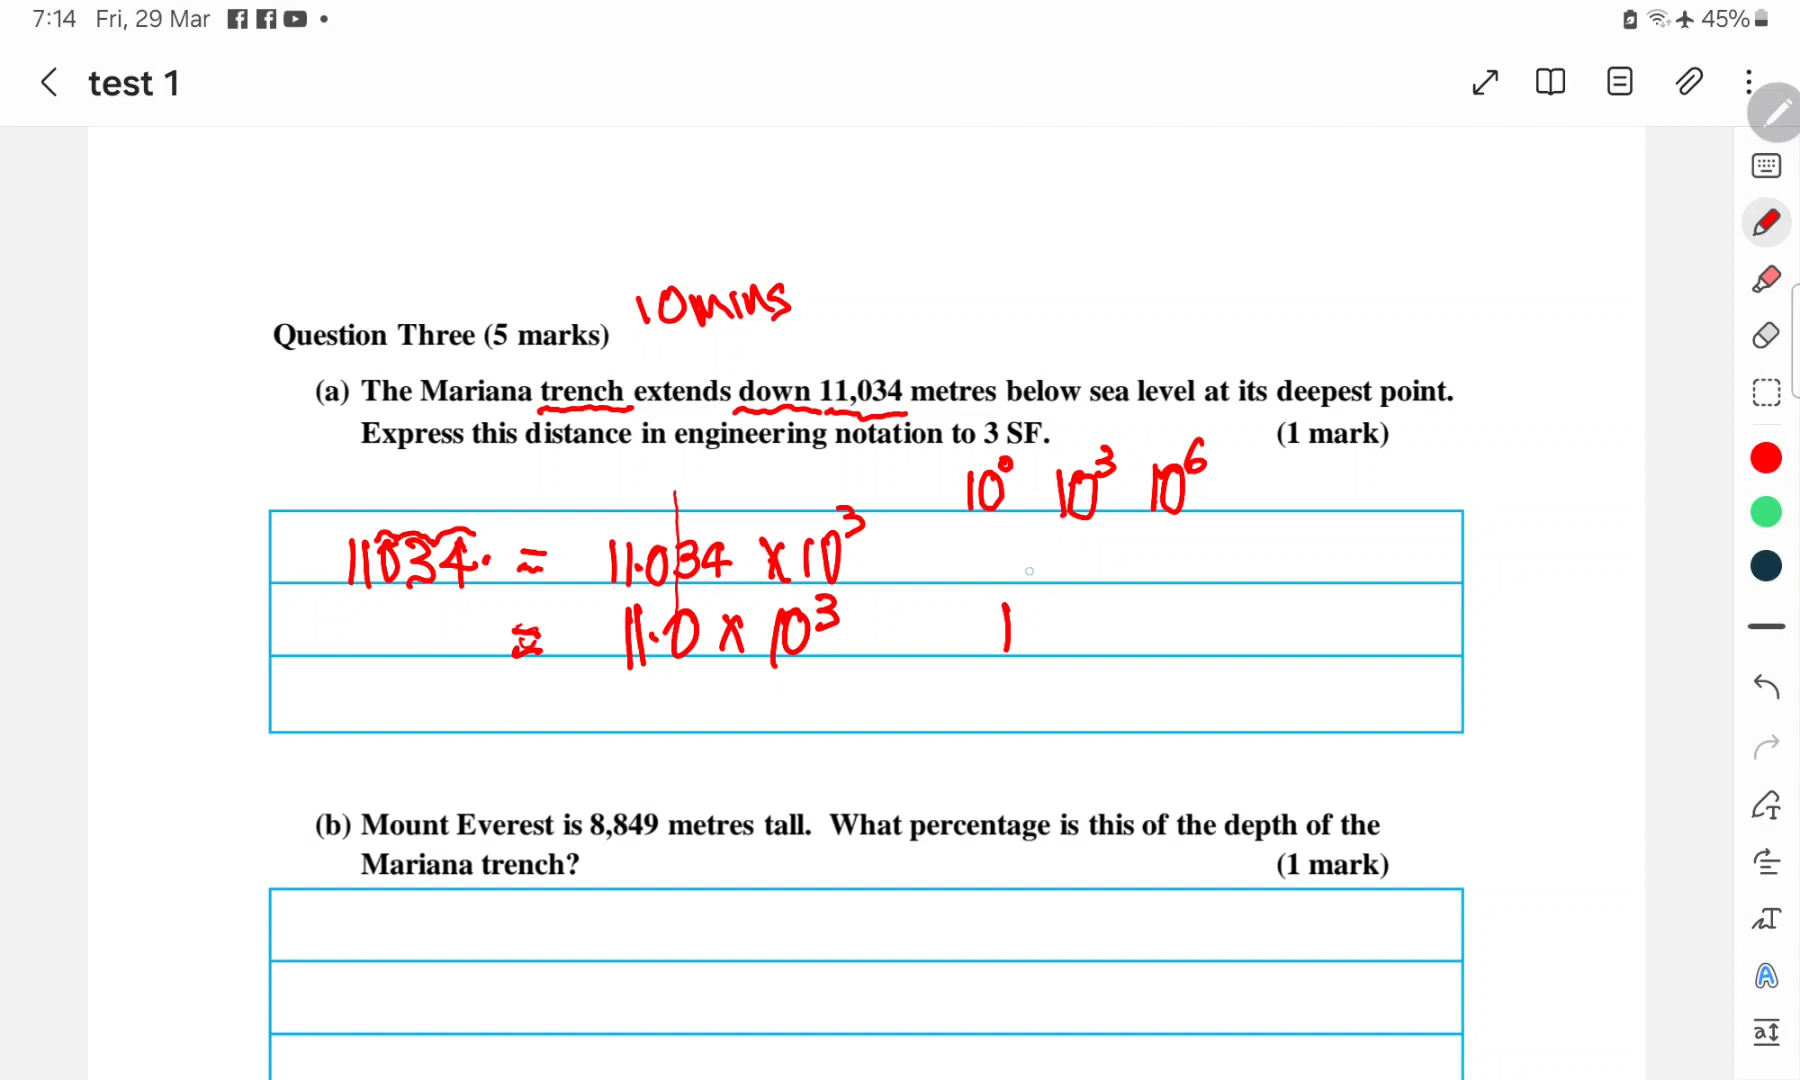 7:14 Fri, 29 Mar 45%
test 1
10 mins
Question Three (5 marks)
(a) The Mariana trench extends down 11,034 metres below sea level at its deepest point.
Express this distance in engineering notation to 3 SF. (1 mark)
10⁰ 10³ 10⁶
11034. = 11.034 × 10³
≈ 11.0 × 10³ 1
(b) Mount Everest is 8,849 metres tall. What percentage is this of the depth of the
Mariana trench? (1 mark)